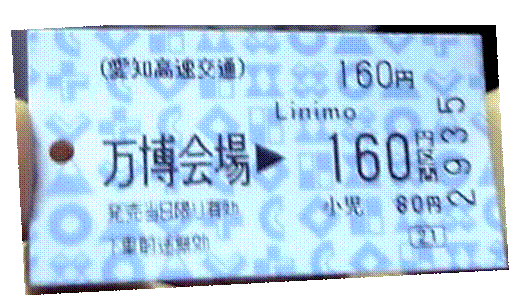 (愛知高速交通) 160円
Linimo
万博会場▶ 160円区間
小児 80円
発売当日限り有効
下車前途無効
21
2935